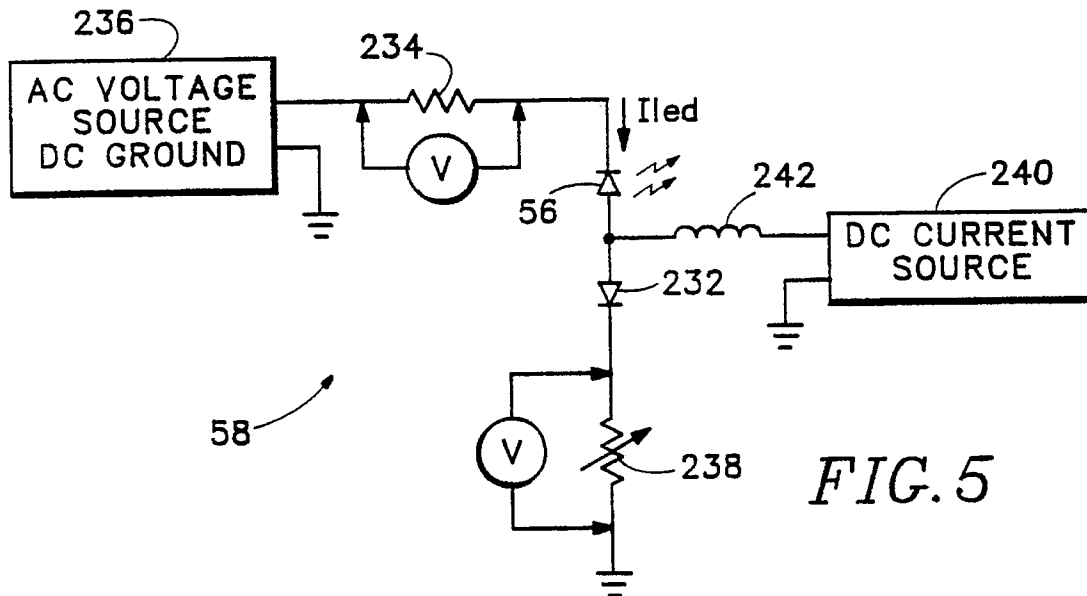 236
AC VOLTAGE
SOURCE
DC GROUND
234
V
Iled
56
242
240
DC CURRENT
SOURCE
232
58
V
238
FIG. 5